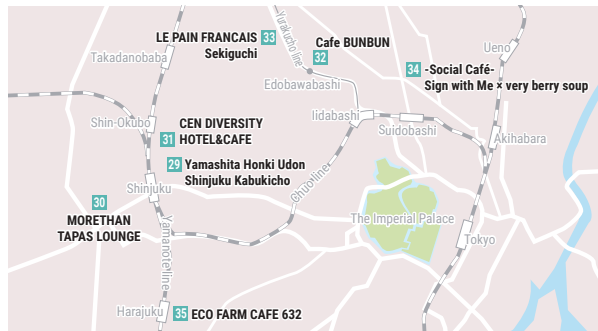 LE PAIN FRANCAIS 33
Sekiguchi
Yurakucho line
Cafe BUNBUN
32
Ueno
Takadanobaba
34 -Social Café-
Sign with Me × very berry soup
Edobawabashi
Iidabashi
Shin-Okubo
CEN DIVERSITY
31 HOTEL&CAFE
Suidobashi
Akihabara
29 Yamashita Honki Udon
Shinjuku Kabukicho
Shinjuku
Chuo line
30
MORETHAN
TAPAS LOUNGE
The Imperial Palace
Yamanote line
Tokyo
Harajuku
35 ECO FARM CAFE 632